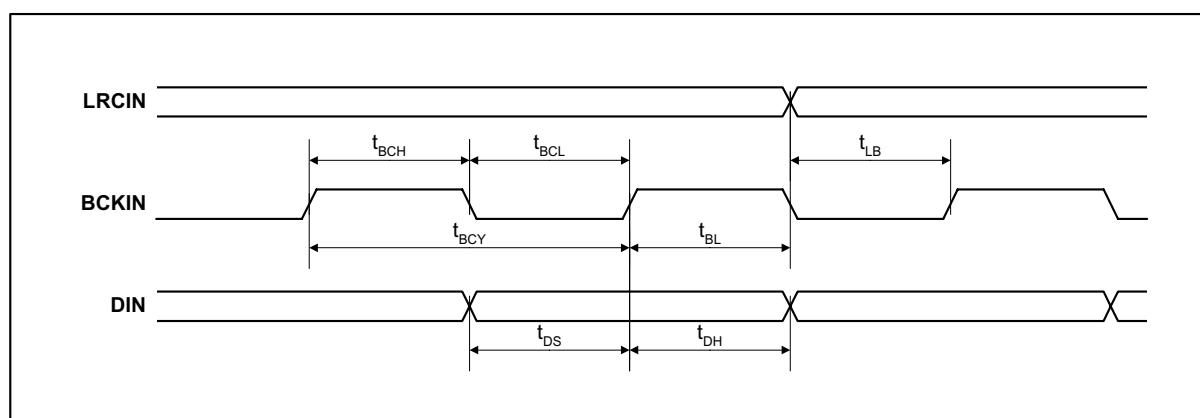 LRCIN
t_BCH t_BCL t_LB
BCKIN
t_BCY t_BL
DIN
t_DS t_DH